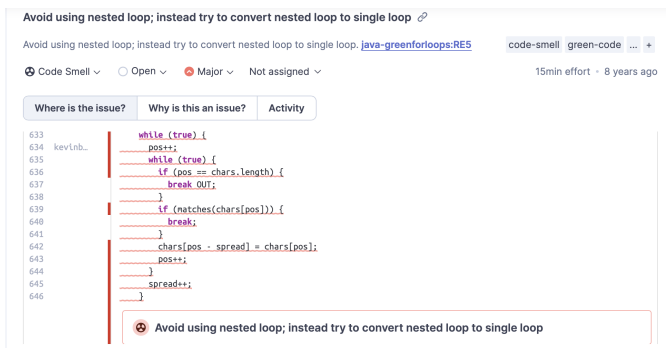 Avoid using nested loop; instead try to convert nested loop to single loop
Avoid using nested loop; instead try to convert nested loop to single loop. java-greenforloops:RE5 code-smell green-code ... +
Code Smell Open Major Not assigned 15min effort • 8 years ago
Where is the issue? Why is this an issue? Activity
633 while (true) {
634 kevinb… pos++;
635 while (true) {
636 if (pos == chars.length) {
637 break OUT;
638 }
639 if (matches(chars[pos])) {
640 break;
641 }
642 chars[pos - spread] = chars[pos];
643 pos++;
644 }
645 spread++;
646 }
Avoid using nested loop; instead try to convert nested loop to single loop